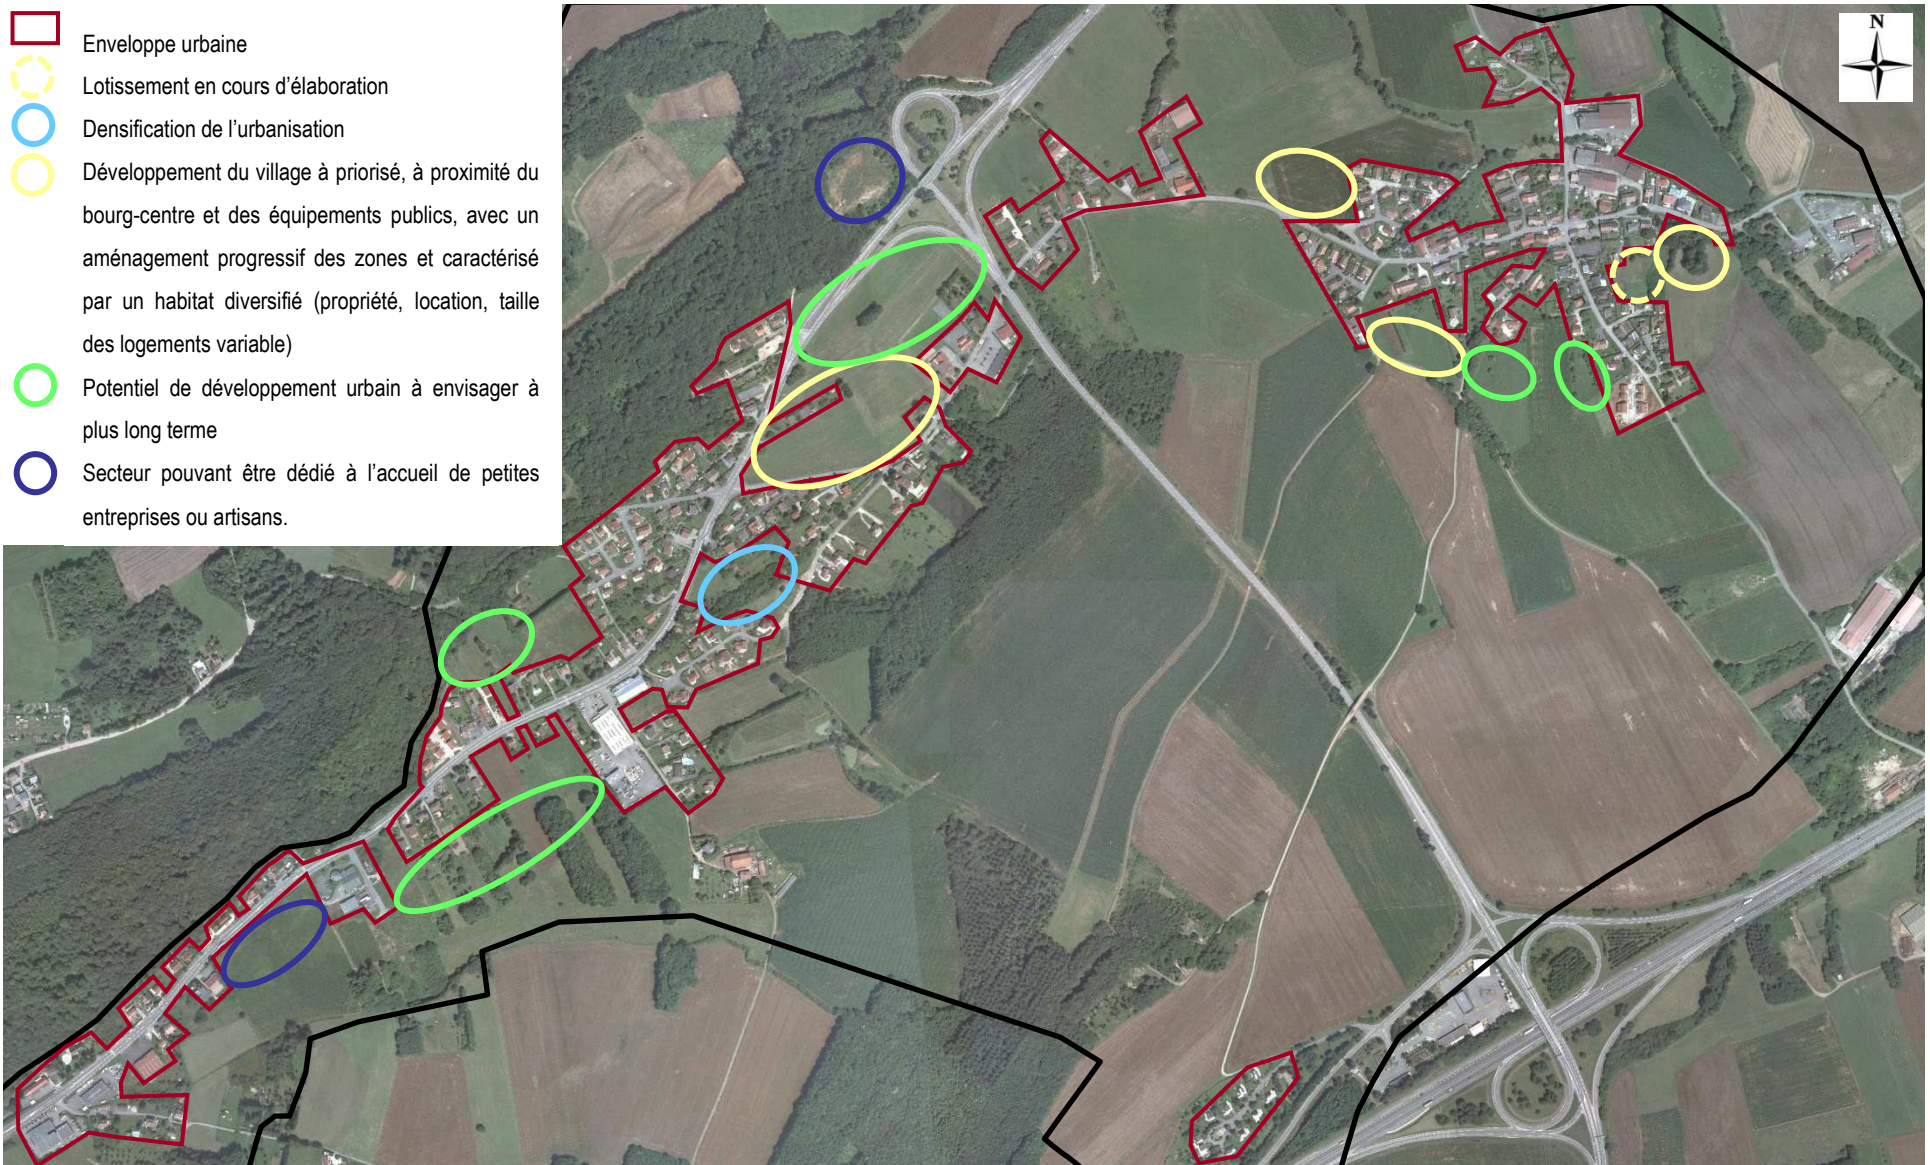 N
Enveloppe urbaine
Lotissement en cours d'élaboration
Densification de l'urbanisation
Développement du village à priorisé, à proximité du
bourg-centre et des équipements publics, avec un
aménagement progressif des zones et caractérisé
par un habitat diversifié (propriété, location, taille
des logements variable)
Potentiel de développement urbain à envisager à
plus long terme
Secteur pouvant être dédié à l'accueil de petites
entreprises ou artisans.